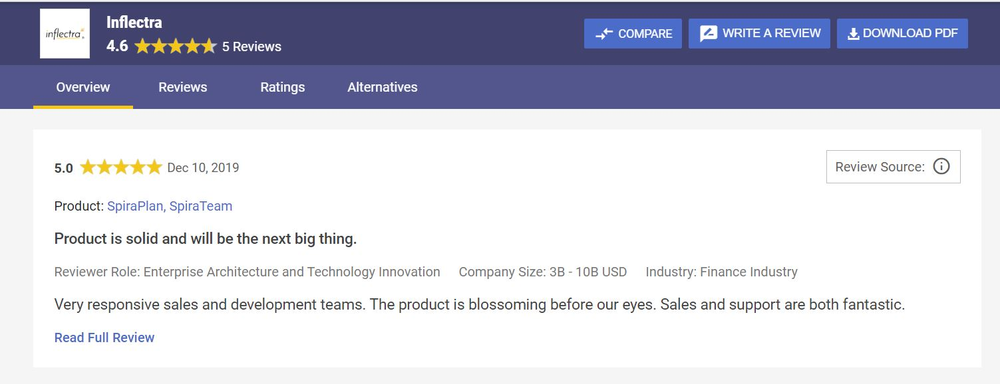 inflectra
Inflectra
4.6 5 Reviews
COMPARE
WRITE A REVIEW
DOWNLOAD PDF
Overview Reviews Ratings Alternatives
5.0 Dec 10, 2019
Review Source:
Product: SpiraPlan, SpiraTeam
Product is solid and will be the next big thing.
Reviewer Role: Enterprise Architecture and Technology Innovation Company Size: 3B - 10B USD Industry: Finance Industry
Very responsive sales and development teams. The product is blossoming before our eyes. Sales and support are both fantastic.
Read Full Review